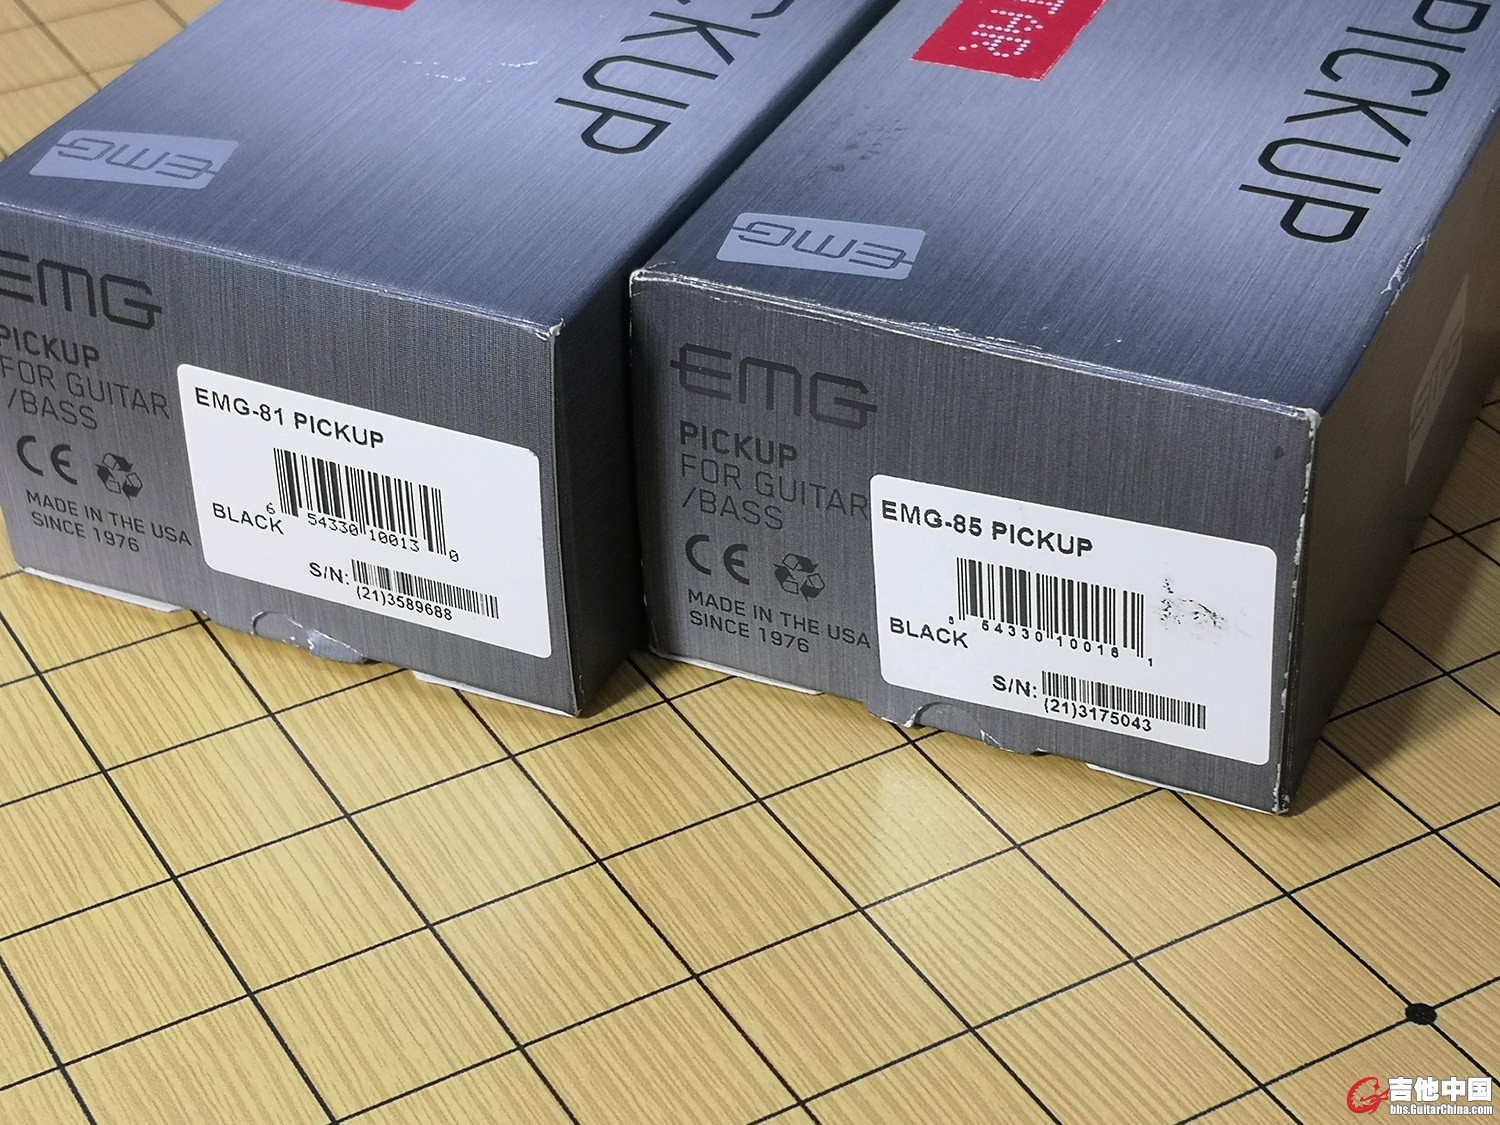 PICKUP
EMG
EMG
PICKUP
FOR GUITAR
/BASS
CE
MADE IN THE USA
SINCE 1976
EMG-81 PICKUP
6 54330 10013 0
BLACK
S/N:
(21)3589688
PICKUP
EMG
EMG
PICKUP
FOR GUITAR
/BASS
CE
MADE IN THE USA
SINCE 1976
EMG-85 PICKUP
54330 10016 1
BLACK
S/N:
(21)3175043
吉他中国
bbs.GuitarChina.com